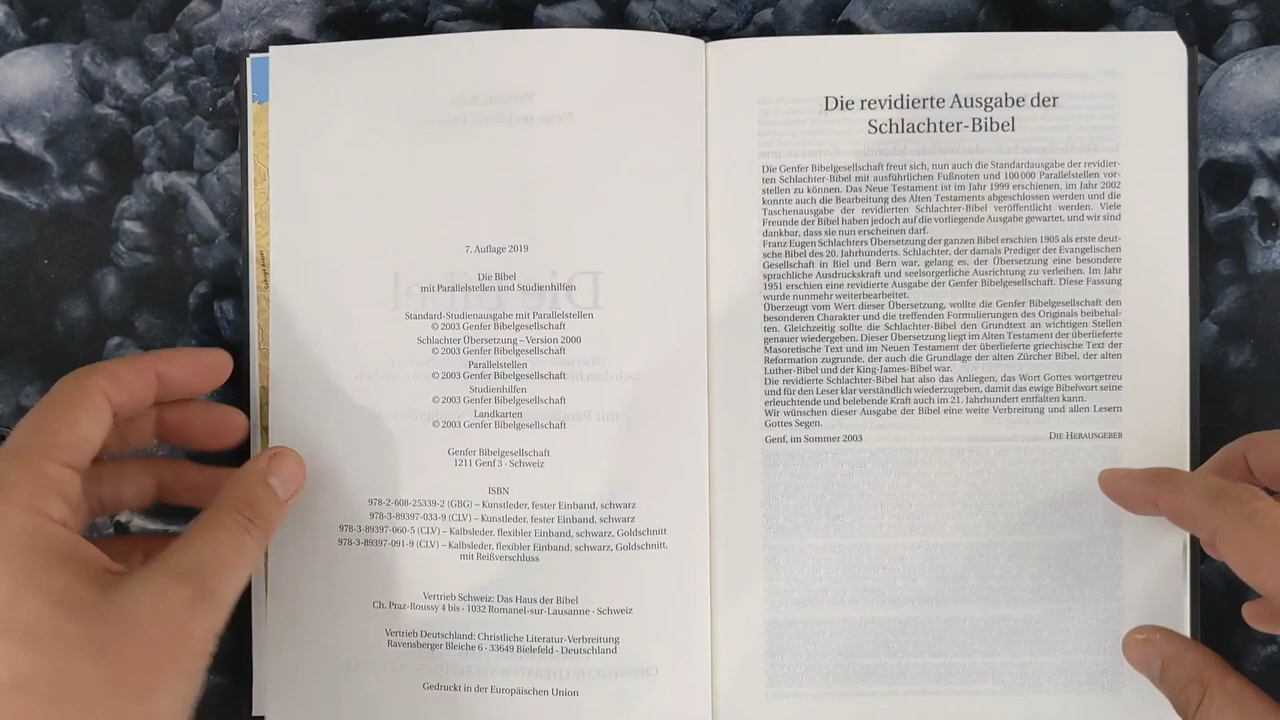 7. Auflage 2019
Die Bibel
mit Parallelstellen und Studienhilfen
Standard-Studienausgabe mit Parallelstellen
© 2003 Genfer Bibelgesellschaft
Schlachter Übersetzung – Version 2000
© 2003 Genfer Bibelgesellschaft
Parallelstellen
© 2003 Genfer Bibelgesellschaft
Studienhilfen
© 2003 Genfer Bibelgesellschaft
Landkarten
© 2003 Genfer Bibelgesellschaft
Genfer Bibelgesellschaft
1211 Genf 3 - Schweiz
ISBN
978-2-608-25339-2 (GBG) – Kunstleder, fester Einband, schwarz
978-3-89397-033-9 (CLV) – Kunstleder, fester Einband, schwarz
978-3-89397-060-5 (CLV) – Kalbsleder, flexibler Einband, schwarz, Goldschnitt
978-3-89397-091-9 (CLV) – Kalbsleder, flexibler Einband, schwarz, Goldschnitt,
mit Reißverschluss
Vertrieb Schweiz: Das Haus der Bibel
Ch. Praz-Roussy 4 bis · 1032 Romanel-sur-Lausanne - Schweiz
Vertrieb Deutschland: Christliche Literatur-Verbreitung
Ravensberger Bleiche 6 · 33649 Bielefeld - Deutschland
Gedruckt in der Europäischen Union
Die revidierte Ausgabe der
Schlachter-Bibel
Die Genfer Bibelgesellschaft freut sich, nun auch die Standardausgabe der revidier-
ten Schlachter-Bibel mit ausführlichen Fußnoten und 100 000 Parallelstellen vor-
stellen zu können. Das Neue Testament ist im Jahr 1999 erschienen, im Jahr 2002
konnte auch die Bearbeitung des Alten Testaments abgeschlossen werden und die
Taschenausgabe der revidierten Schlachter-Bibel veröffentlicht werden. Viele
Freunde der Bibel haben jedoch auf die vorliegende Ausgabe gewartet, und wir sind
dankbar, dass sie nun erscheinen darf.
Franz Eugen Schlachters Übersetzung der ganzen Bibel erschien 1905 als erste deut-
sche Bibel des 20. Jahrhunderts. Schlachter, der damals Prediger der Evangelischen
Gesellschaft in Biel und Bern war, gelang es, der Übersetzung eine besondere
sprachliche Ausdruckskraft und seelsorgerliche Ausrichtung zu verleihen. Im Jahr
1951 erschien eine revidierte Ausgabe der Genfer Bibelgesellschaft. Diese Fassung
wurde nunmehr weiterbearbeitet.
Überzeugt vom Wert dieser Übersetzung, wollte die Genfer Bibelgesellschaft den
besonderen Charakter und die treffenden Formulierungen des Originals beibehal-
ten. Gleichzeitig sollte die Schlachter-Bibel den Grundtext an wichtigen Stellen
genauer wiedergeben. Dieser Übersetzung liegt im Alten Testament der überlieferte
Masoretische Text und im Neuen Testament der überlieferte griechische Text der
Reformation zugrunde, der auch die Grundlage der alten Zürcher Bibel, der alten
Luther-Bibel und der King-James-Bibel war.
Die revidierte Schlachter-Bibel hat also das Anliegen, das Wort Gottes wortgetreu
und für den Leser klar verständlich wiederzugeben, damit das ewige Bibelwort seine
erleuchtende und belebende Kraft auch im 21. Jahrhundert entfalten kann.
Wir wünschen dieser Ausgabe der Bibel eine weite Verbreitung und allen Lesern
Gottes Segen.
Genf, im Sommer 2003 DIE HERAUSGEBER